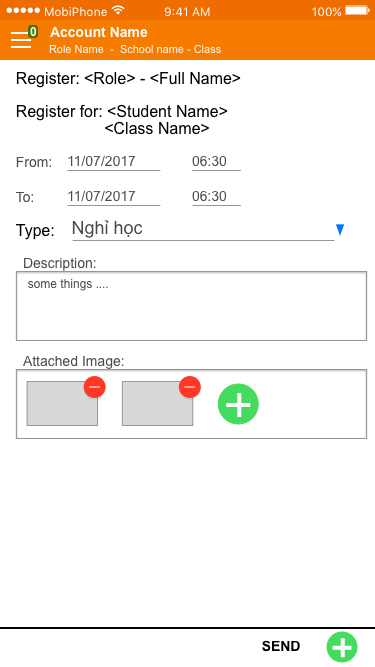 MobiPhone 9:41 AM 100%
0 Account Name
Role Name - School name - Class
Register: <Role> - <Full Name>
Register for: <Student Name>
<Class Name>
From: 11/07/2017 06:30
To: 11/07/2017 06:30
Type: Nghỉ học
Description:
some things ....
Attached Image:
SEND